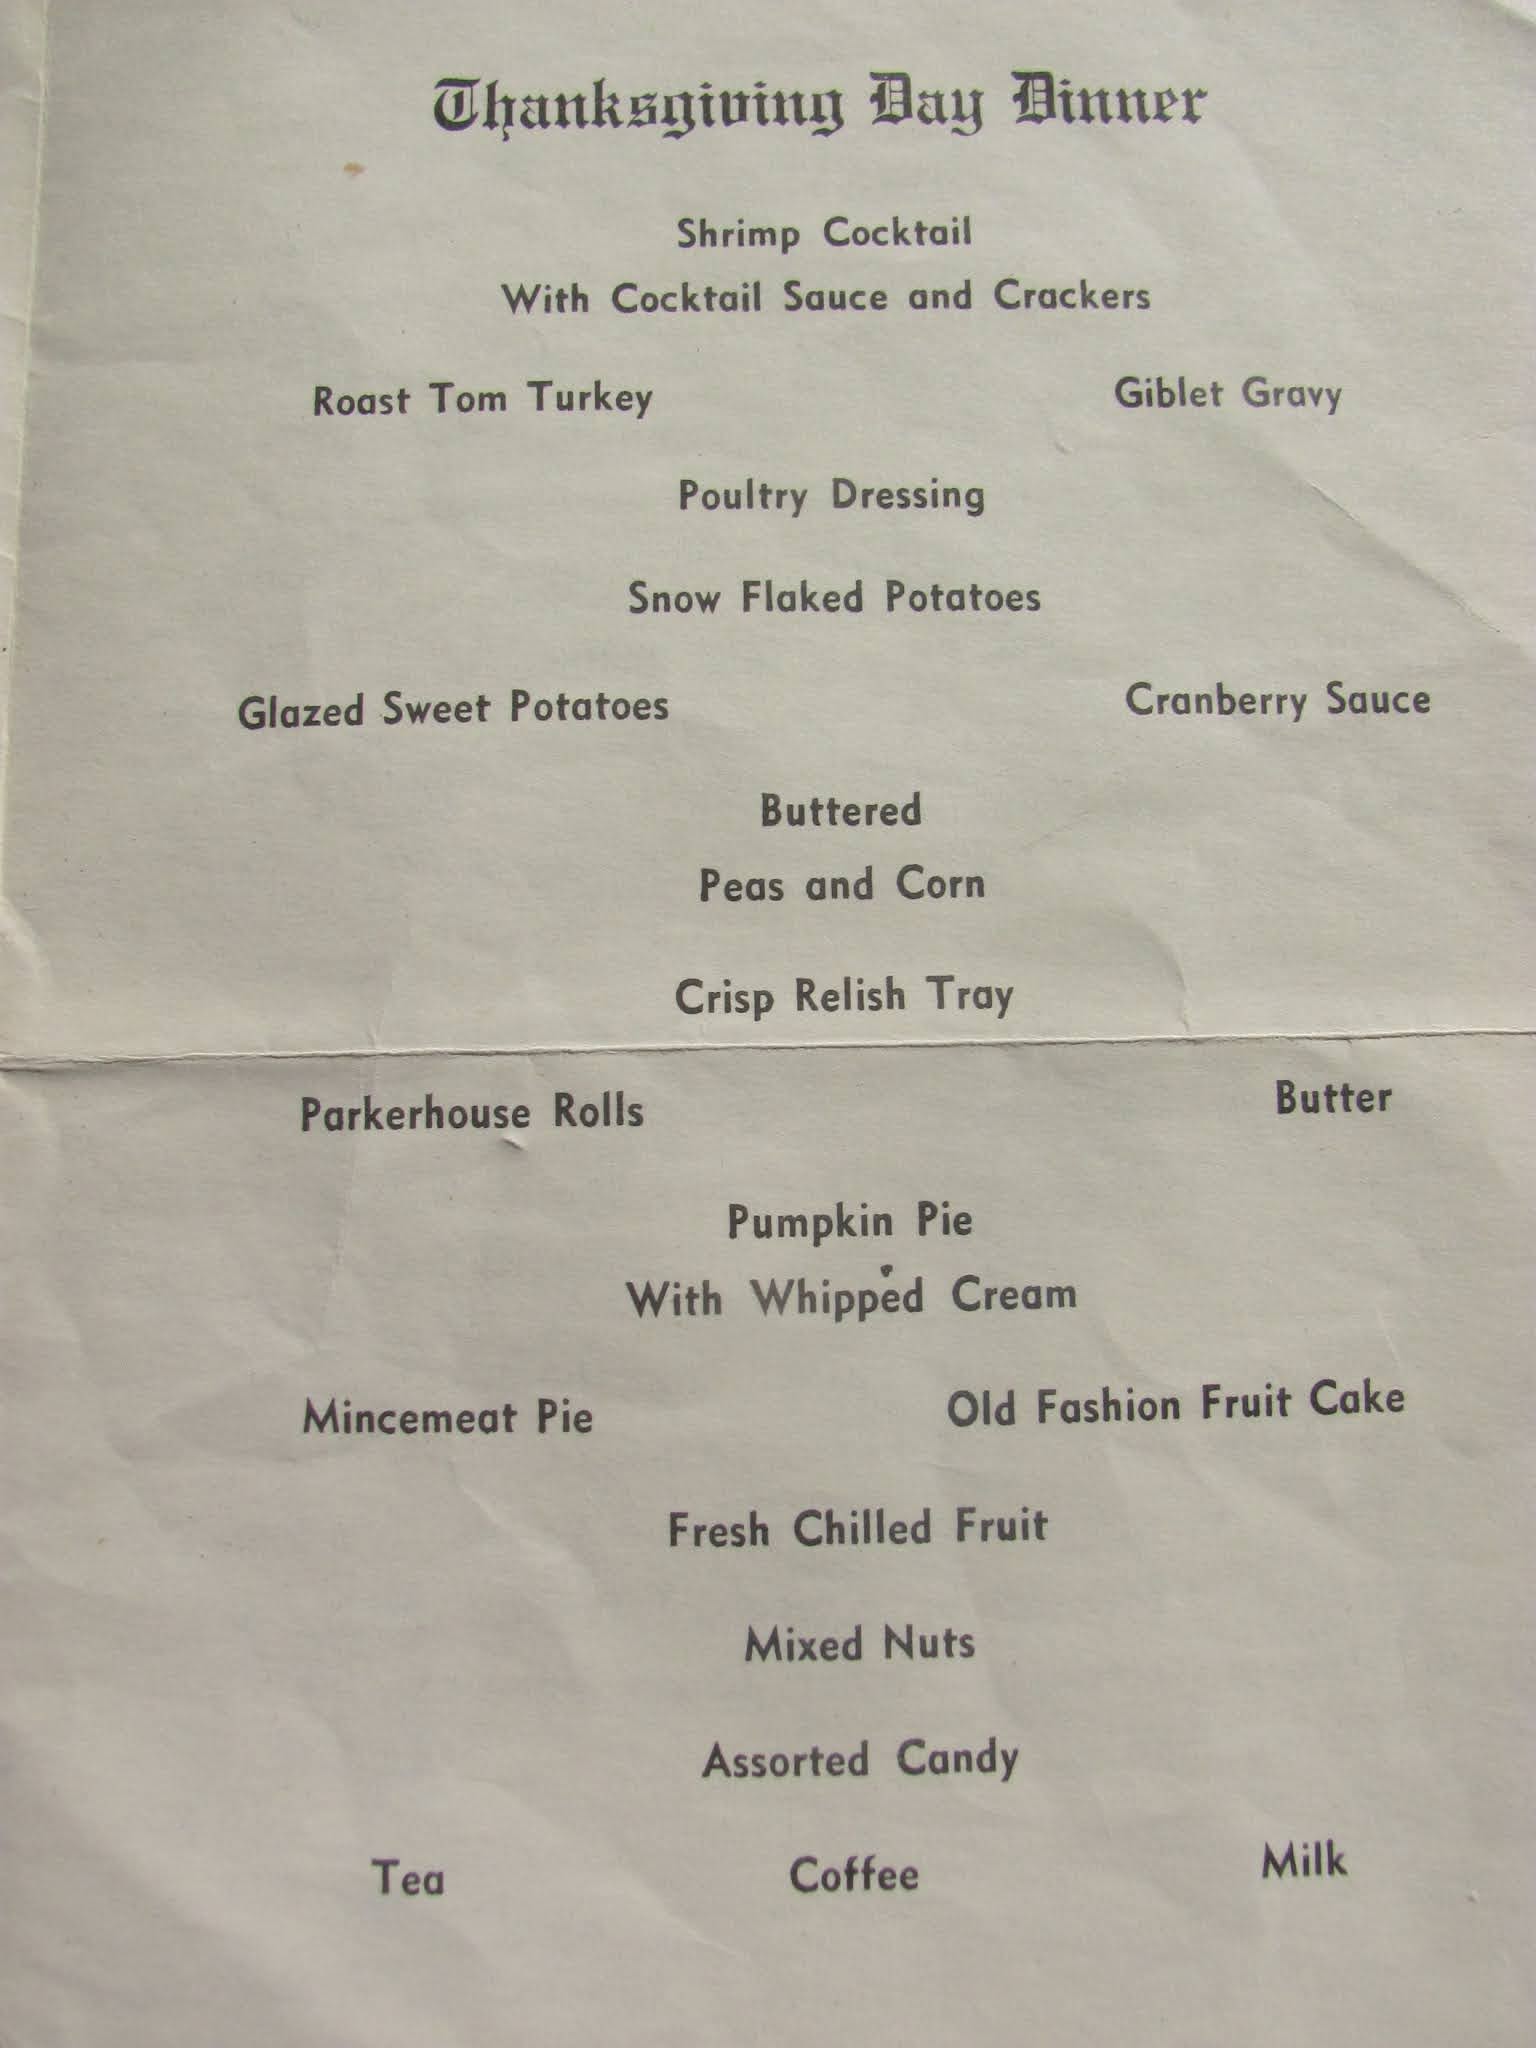 Thanksgiving Day Dinner
Shrimp Cocktail
With Cocktail Sauce and Crackers
Roast Tom Turkey Giblet Gravy
Poultry Dressing
Snow Flaked Potatoes
Glazed Sweet Potatoes Cranberry Sauce
Buttered
Peas and Corn
Crisp Relish Tray
Parkerhouse Rolls Butter
Pumpkin Pie
With Whipped Cream
Mincemeat Pie Old Fashion Fruit Cake
Fresh Chilled Fruit
Mixed Nuts
Assorted Candy
Tea Coffee Milk